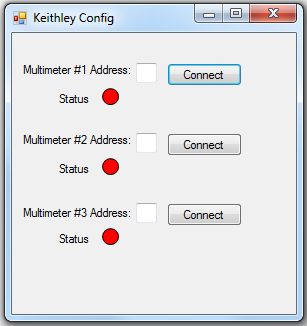 Keithley Config
Multimeter #1 Address: Connect
Status
Multimeter #2 Address: Connect
Status
Multimeter #3 Address: Connect
Status